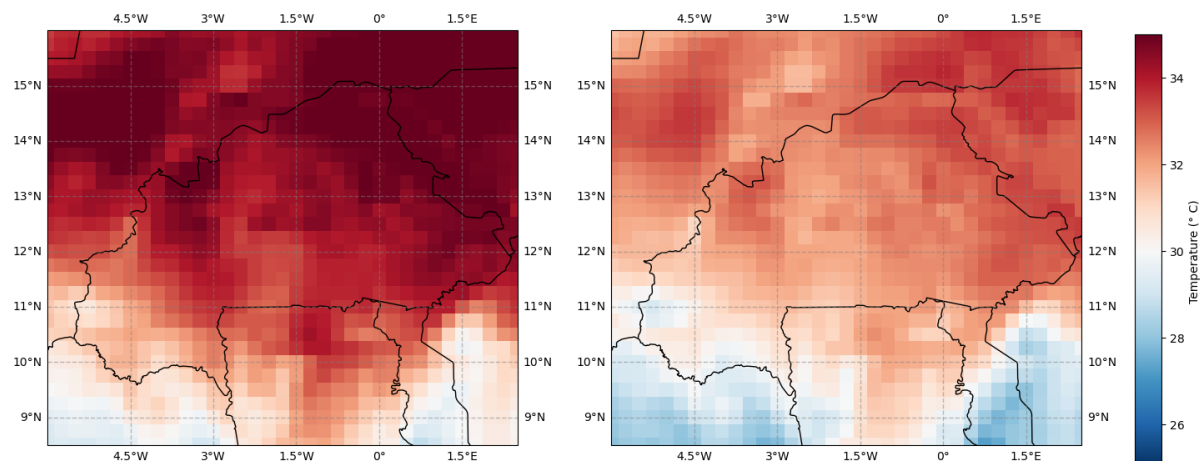 4.5°W 3°W 1.5°W 0° 1.5°E 4.5°W 3°W 1.5°W 0° 1.5°E
15°N 15°N 15°N 15°N 34
14°N 14°N 14°N 14°N
13°N 13°N 13°N 13°N 32
12°N 12°N 12°N 12°N 30
Temperature (° C)
11°N 11°N 11°N 11°N
10°N 10°N 10°N 10°N 28
9°N 9°N 9°N 9°N 26
4.5°W 3°W 1.5°W 0° 1.5°E 4.5°W 3°W 1.5°W 0° 1.5°E